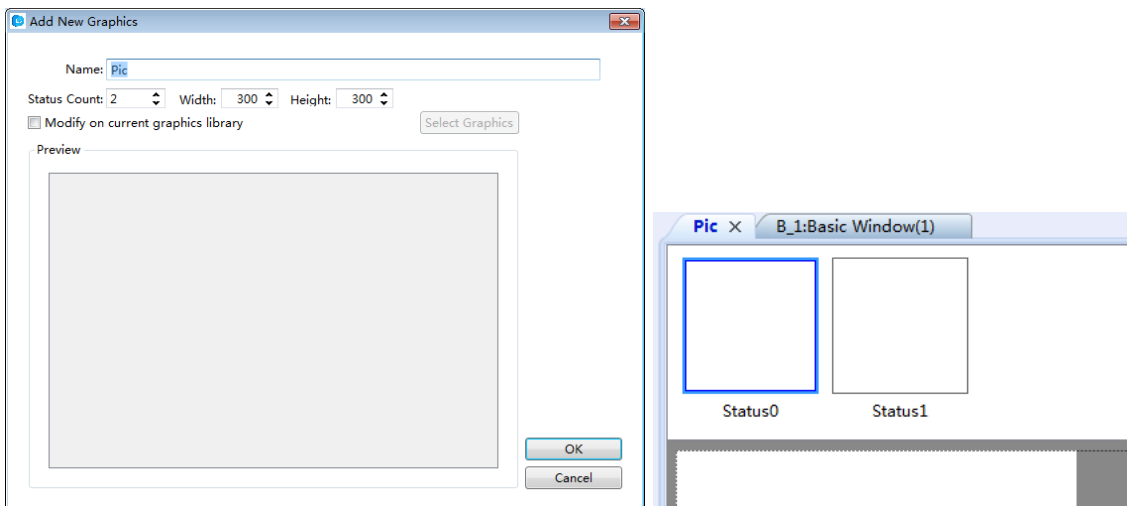 Add New Graphics
Name: Pic
Status Count: 2 Width: 300 Height: 300
Modify on current graphics library Select Graphics
Preview
OK
Cancel
Pic B_1:Basic Window(1)
Status0 Status1